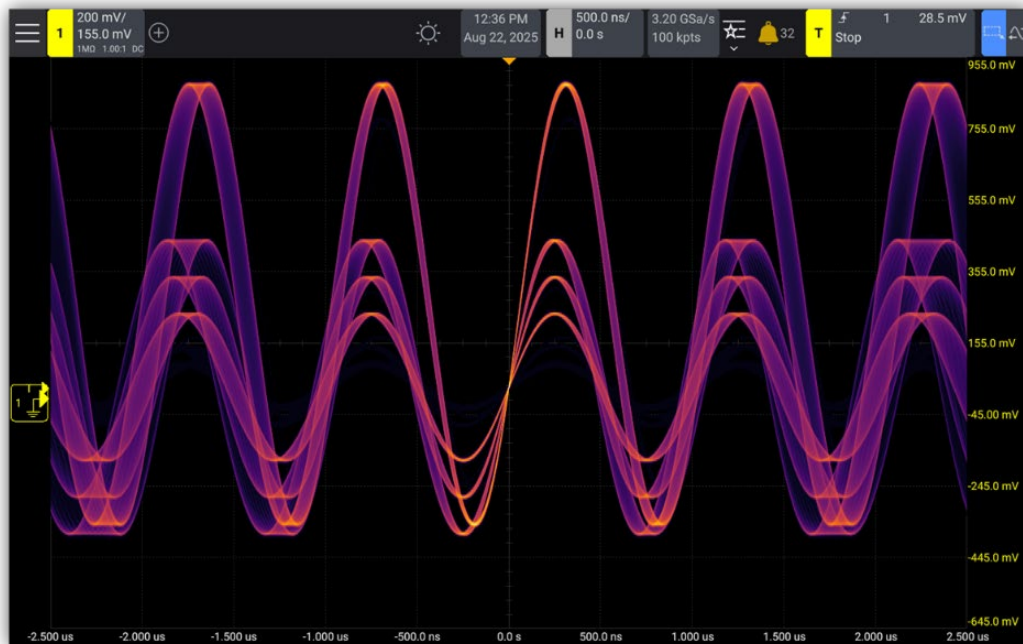 1
200 mV/
155.0 mV
1MΩ 1.00:1 DC
12:36 PM
Aug 22, 2025
H
500.0 ns/
0.0 s
3.20 GSa/s
100 kpts
32
T
1
28.5 mV
Stop
955.0 mV
755.0 mV
555.0 mV
355.0 mV
155.0 mV
-45.00 mV
-245.0 mV
-445.0 mV
-645.0 mV
T
1
-2.500 us
-2.000 us
-1.500 us
-1.000 us
-500.0 ns
0.0 s
500.0 ns
1.000 us
1.500 us
2.000 us
2.500 us